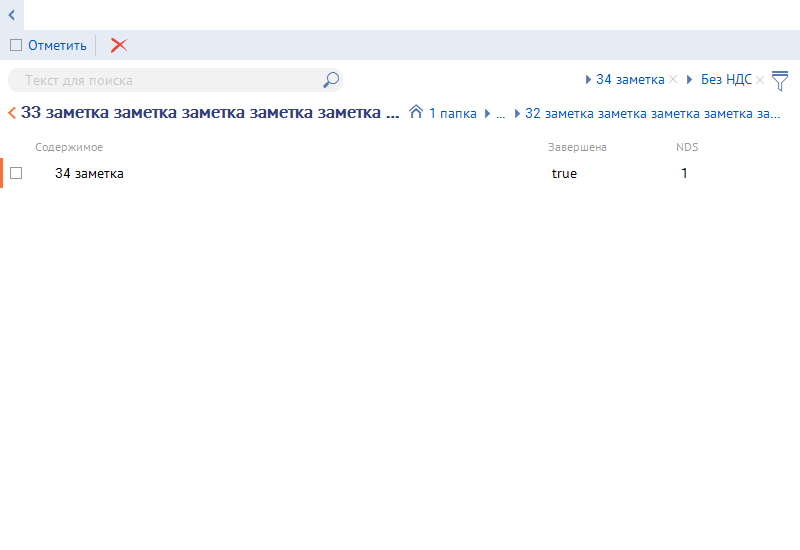 Отметить
Текст для поиска
34 заметка
Без НДС
33 заметка заметка заметка заметка заметка ... 1 папка ... 32 заметка заметка заметка заметка за...
Содержимое Завершена NDS
34 заметка true 1